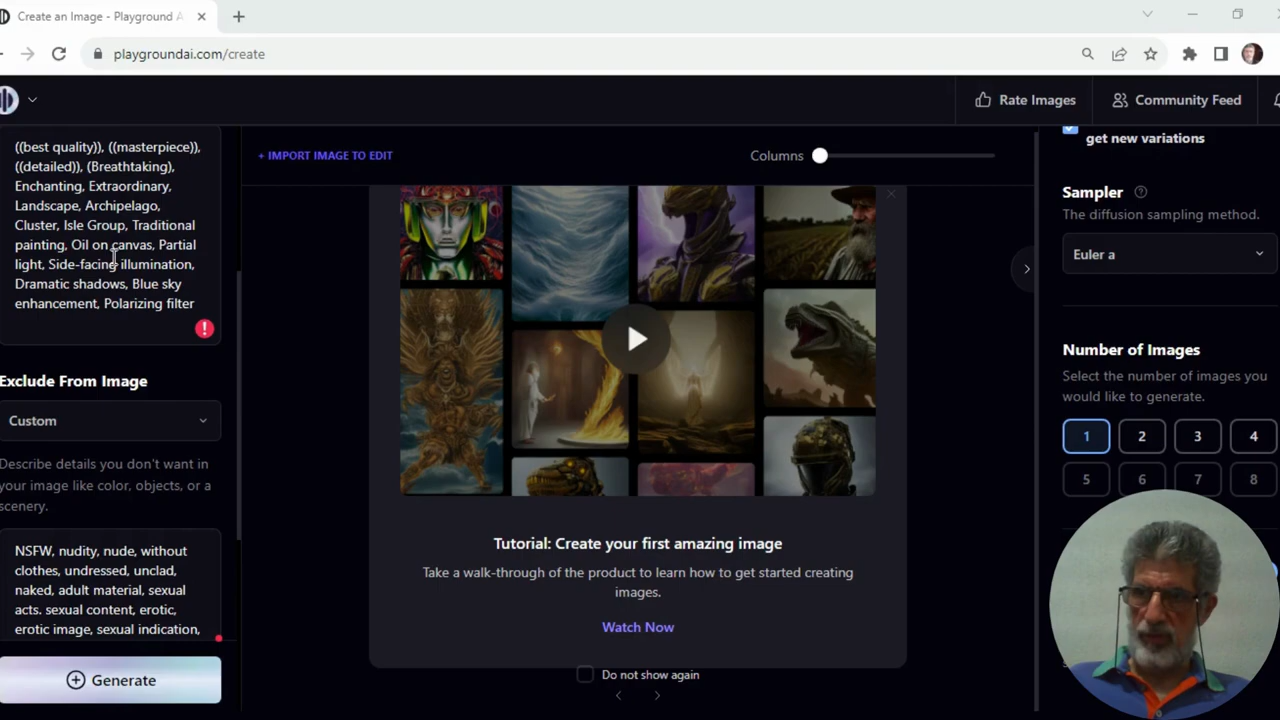 Create an Image - Playground A
playgroundai.com/create
Rate Images
Community Feed
((best quality)), ((masterpiece)),
((detailed)), (Breathtaking),
Enchanting, Extraordinary,
Landscape, Archipelago,
Cluster, Isle Group, Traditional
painting, Oil on canvas, Partial
light, Side-facing illumination,
Dramatic shadows, Blue sky
enhancement, Polarizing filter
Exclude From Image
Custom
Describe details you don't want in
your image like color, objects, or a
scenery.
NSFW, nudity, nude, without
clothes, undressed, unclad,
naked, adult material, sexual
acts. sexual content, erotic,
erotic image, sexual indication,
Generate
+ IMPORT IMAGE TO EDIT
Columns
Tutorial: Create your first amazing image
Take a walk-through of the product to learn how to get started creating
images.
Watch Now
Do not show again
get new variations
Sampler
The diffusion sampling method.
Euler a
Number of Images
Select the number of images you
would like to generate.
1 2 3 4
5 6 7 8